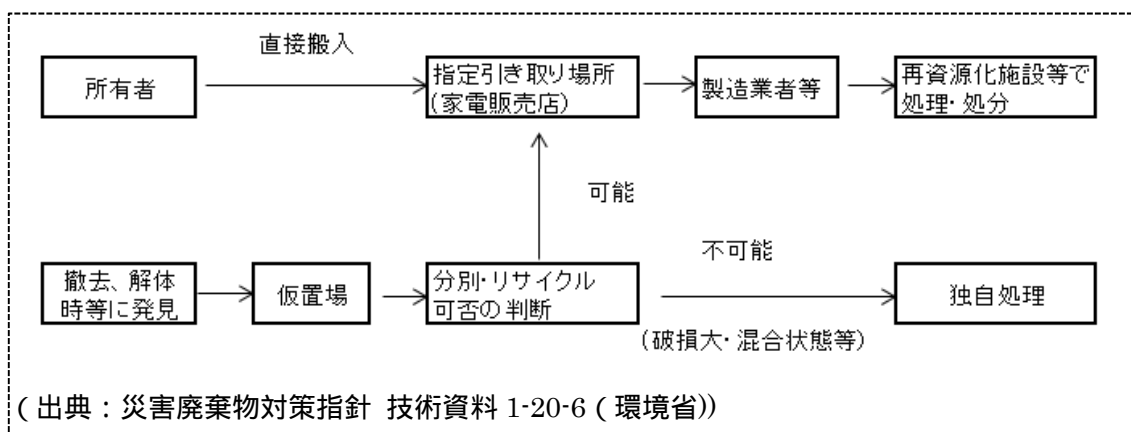 直接搬入
所有者
指定引き取り場所
(家電販売店)
製造業者等
再資源化施設等で
処理・処分
可能
撤去、解体
時等に発見
仮置場
分別・リサイクル
可否の判断
不可能
(破損大・混合状態等)
独自処理
(出典:災害廃棄物対策指針 技術資料 1-20-6(環境省))